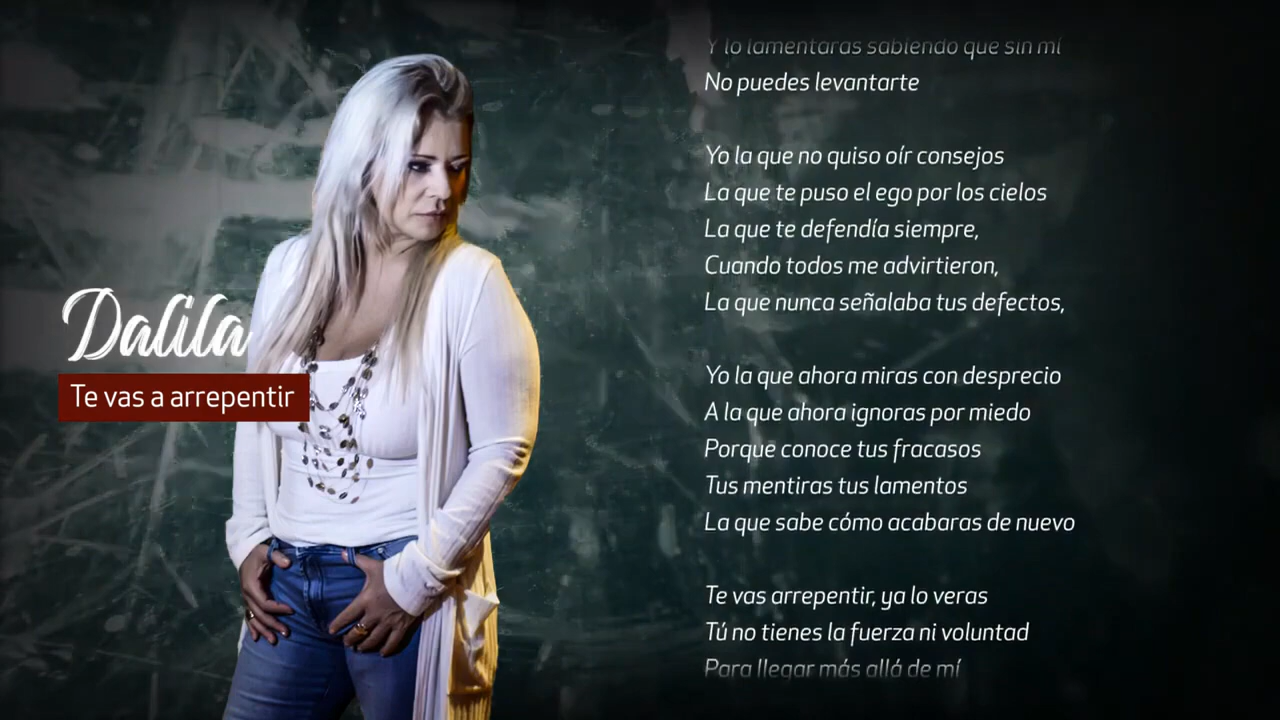 Dalila
Te vas a arrepentir
Y lo lamentaras sabiendo que sin mí
No puedes levantarte
Yo la que no quiso oír consejos
La que te puso el ego por los cielos
La que te defendía siempre,
Cuando todos me advirtieron,
La que nunca señalaba tus defectos,
Yo la que ahora miras con desprecio
A la que ahora ignoras por miedo
Porque conoce tus fracasos
Tus mentiras tus lamentos
La que sabe cómo acabaras de nuevo
Te vas arrepentir, ya lo veras
Tú no tienes la fuerza ni voluntad
Para llegar más allá de mí